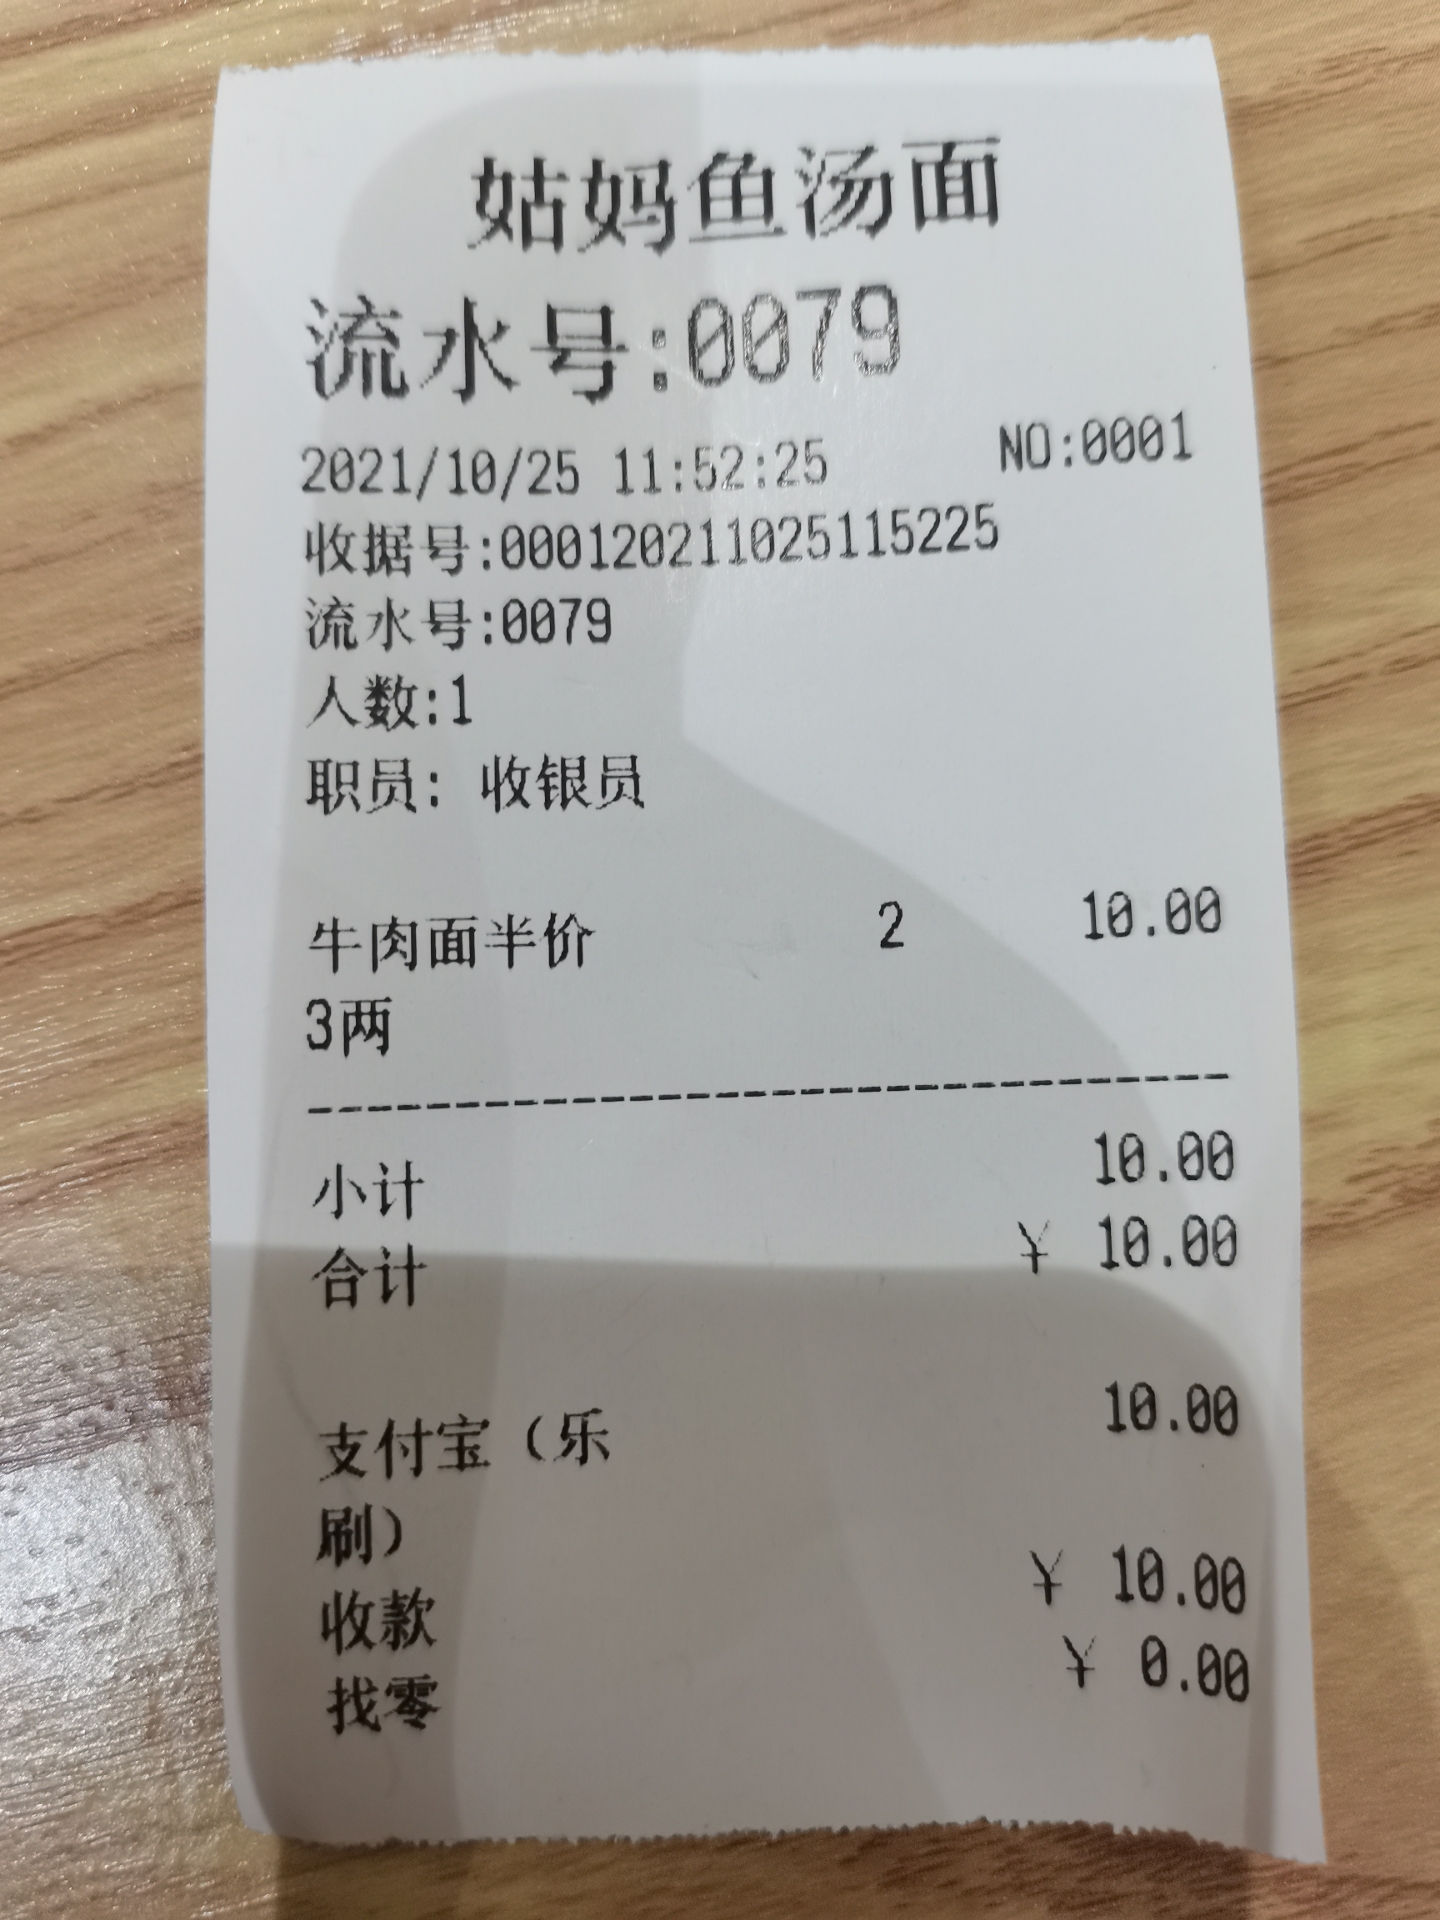 姑妈鱼汤面
流水号:0079
2021/10/25 11:52:25 NO:0001
收据号:000120211025115225
流水号:0079
人数:1
职员: 收银员
牛肉面半价 2 10.00
3两
--------------------------------
小计 10.00
合计 ¥ 10.00
支付宝（乐 10.00
刷）
收款 ¥ 10.00
找零 ¥ 0.00